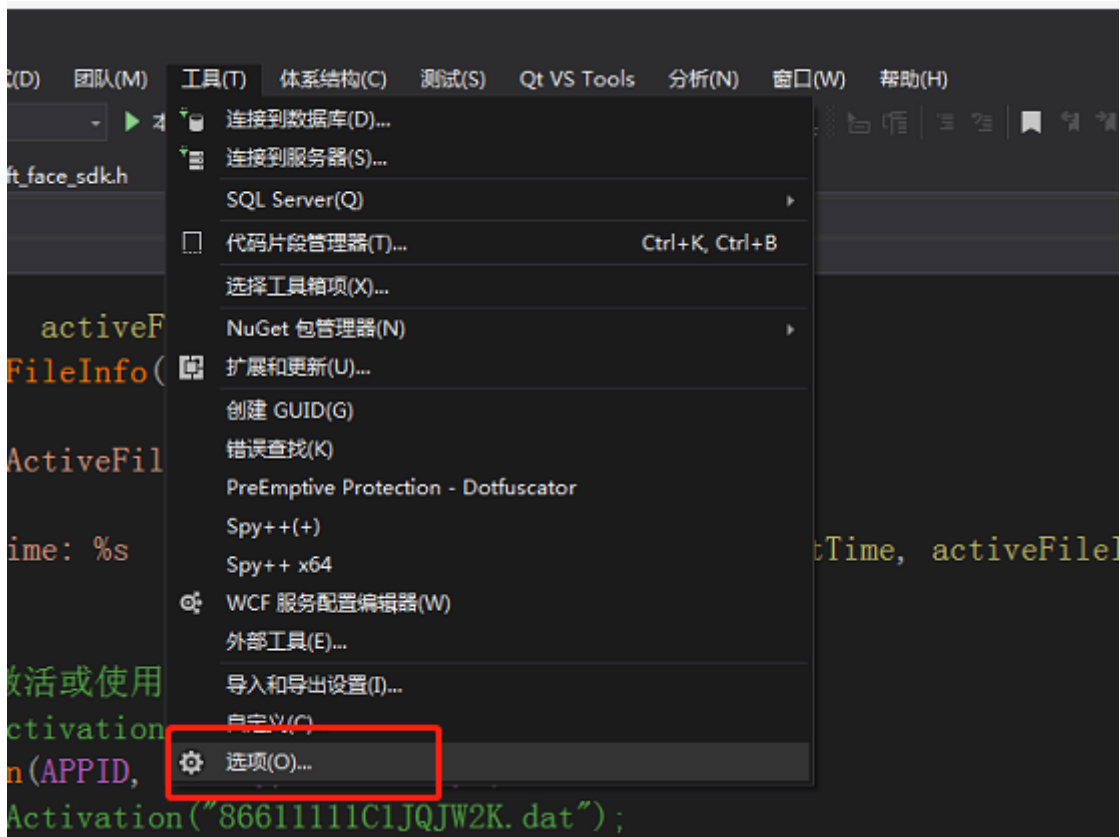 (D) 团队(M) 工具(T) 体系结构(C) 测试(S) Qt VS Tools 分析(N) 窗口(W) 帮助(H)
连接到数据库(D)...
连接到服务器(S)...
ft_face_sdk.h
SQL Server(Q)
代码片段管理器(T)... Ctrl+K, Ctrl+B
选择工具箱项(X)...
activeF NuGet 包管理器(N)
FileInfo( 扩展和更新(U)...
创建 GUID(G)
ActiveFil 错误查找(K)
PreEmptive Protection - Dotfuscator
Spy++(+)
ime: %s tTime, activeFileI
Spy++ x64
WCF 服务配置编辑器(W)
外部工具(E)...
活或使用 导入和导出设置(I)...
ctivation 自定义(C)...
n(APPID, 选项(O)...
Activation("86611111C1JQJW2K.dat");